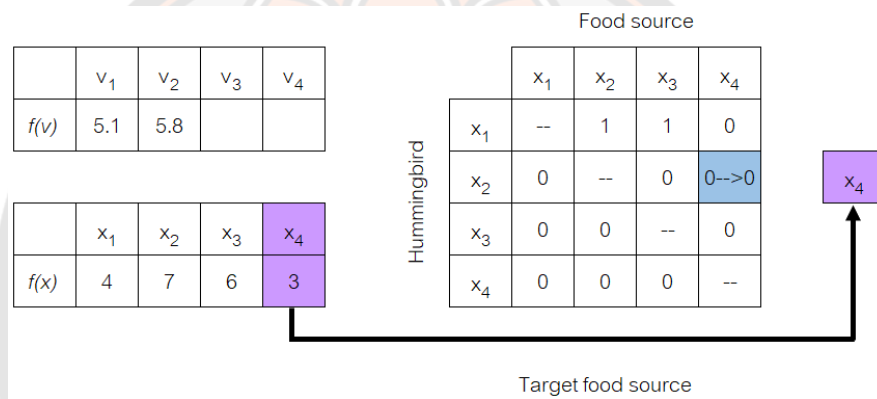 Food source
v1 v2 v3 v4
f(v) 5.1 5.8
x1 x2 x3 x4
f(x) 4 7 6 3
Hummingbird
x1 x2 x3 x4
x1 -- 1 1 0
x2 0 -- 0 0-->0
x3 0 0 -- 0
x4 0 0 0 --
x4
Target food source